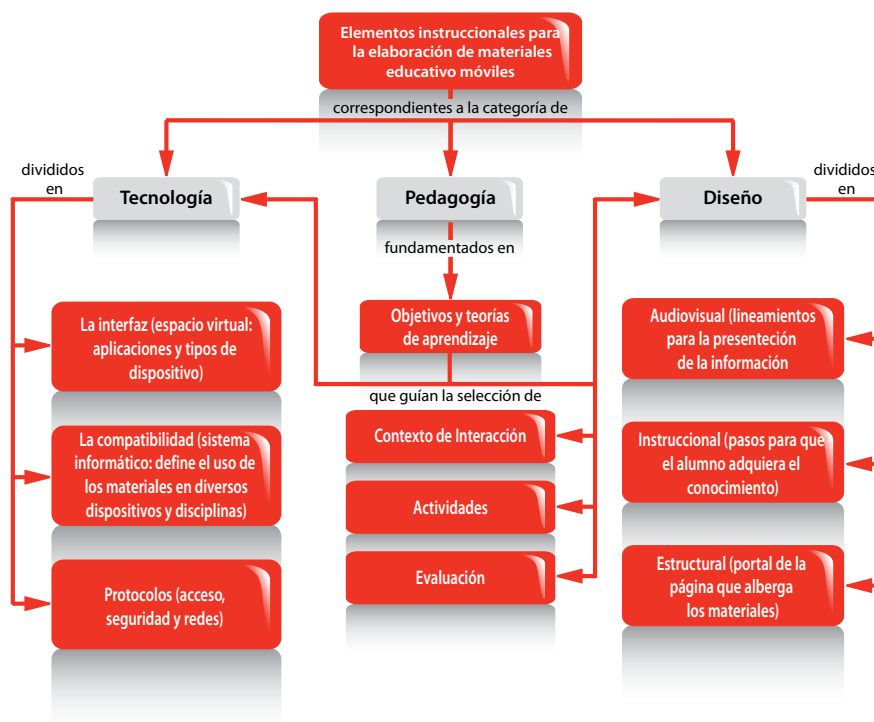 Elementos instruccionales para
la elaboración de materiales
educativo móviles
correspondientes a la categoría de
divididos
en
Tecnología
Pedagogía
Diseño
divididos
en
fundamentados en
La interfaz (espacio virtual:
aplicaciones y tipos de
dispositivo)
Objetivos y teorías
de aprendizaje
Audiovisual (lineamientos
para la presenteción
de la información
que guían la selección de
La compatibilidad (sistema
informático: define el uso de
los materiales en diversos
dispositivos y disciplinas)
Contexto de Interacción
Instruccional (pasos para que
el alumno adquiera el
conocimiento)
Actividades
Evaluación
Protocolos (acceso,
seguridad y redes)
Estructural (portal de la
página que alberga
los materiales)